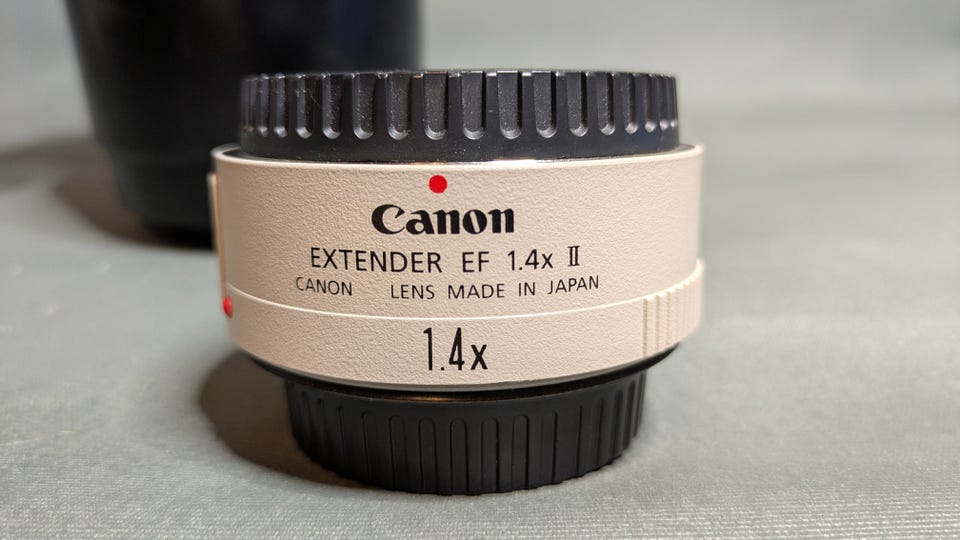 Canon
EXTENDER EF 1.4x II
CANON LENS MADE IN JAPAN
1.4x